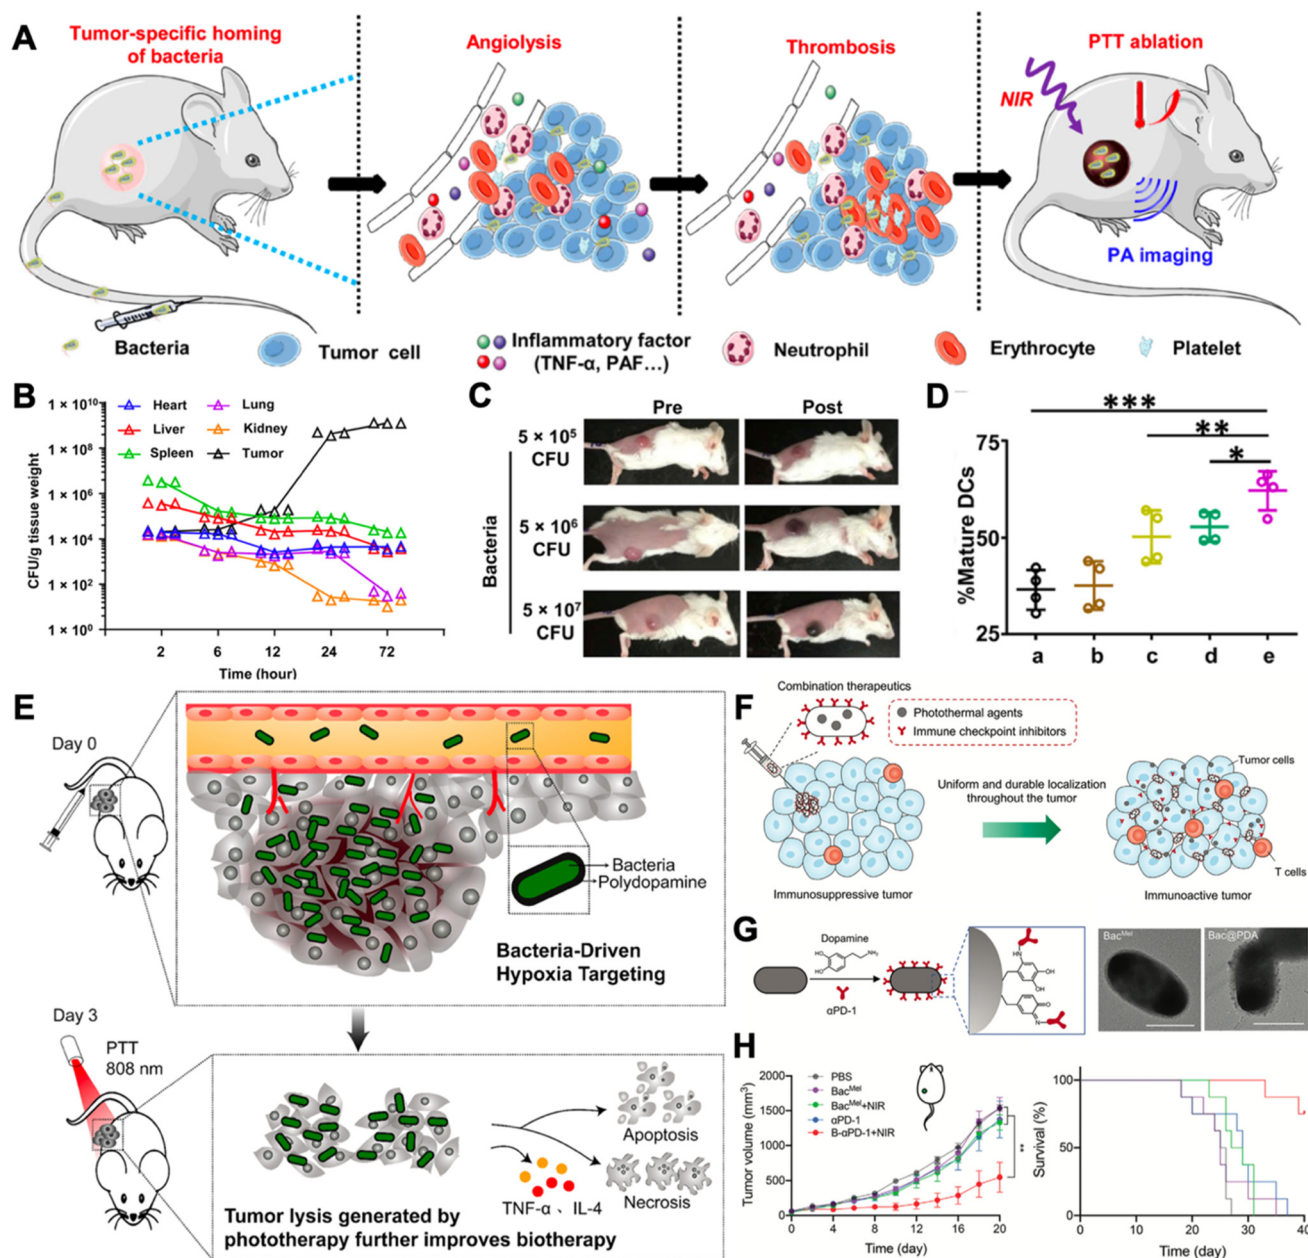 A
Tumor-specific homing
of bacteria
Angiolysis
Thrombosis
PTT ablation
NIR
PA imaging
Bacteria
Tumor cell
Inflammatory factor
(TNF-α, PAF...)
Neutrophil
Erythrocyte
Platelet
B
CFU/g tissue weight
1 × 10¹⁰
1 × 10⁸
1 × 10⁶
1 × 10⁴
1 × 10²
1 × 10⁰
Heart
Lung
Liver
Kidney
Spleen
Tumor
2 6 12 24 72
Time (hour)
C
Pre Post
Bacteria
5 × 10⁵
CFU
5 × 10⁶
CFU
5 × 10⁷
CFU
D
%Mature DCs
75
50
25
***
**
*
a b c d e
E
Day 0
Bacteria
Polydopamine
Bacteria-Driven
Hypoxia Targeting
Day 3
PTT
808 nm
Apoptosis
Necrosis
TNF-α 、 IL-4
Tumor lysis generated by
phototherapy further improves biotherapy
F
Combination therapeutics
Photothermal agents
Immune checkpoint inhibitors
Uniform and durable localization
throughout the tumor
Tumor cells
T cells
Immunosuppressive tumor
Immunoactive tumor
G
Dopamine
HO
HO
NH₂
αPD-1
NH
OH
OH
O
N
Bac^Mel
Bac@PDA
H
Tumor volume (mm³)
2000
1500
1000
500
0
PBS
Bac^Mel
Bac^Mel+NIR
αPD-1
B-αPD-1+NIR
**
0 4 8 12 16 20
Time (day)
Survival (%)
100
50
0
0 10 20 30 40
Time (day)